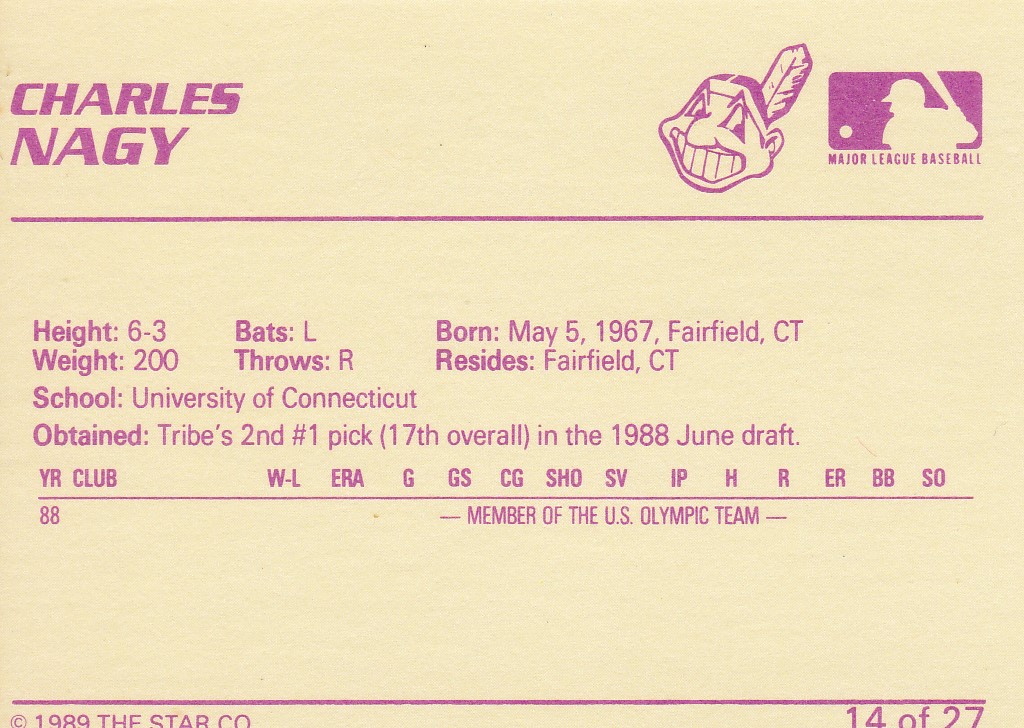 CHARLES
NAGY
MAJOR LEAGUE BASEBALL
Height: 6-3 Bats: L Born: May 5, 1967, Fairfield, CT
Weight: 200 Throws: R Resides: Fairfield, CT
School: University of Connecticut
Obtained: Tribe's 2nd #1 pick (17th overall) in the 1988 June draft.
YR CLUB W-L ERA G GS CG SHO SV IP H R ER BB SO
88 — MEMBER OF THE U.S. OLYMPIC TEAM —
© 1989 THE STAR CO. 14 of 27